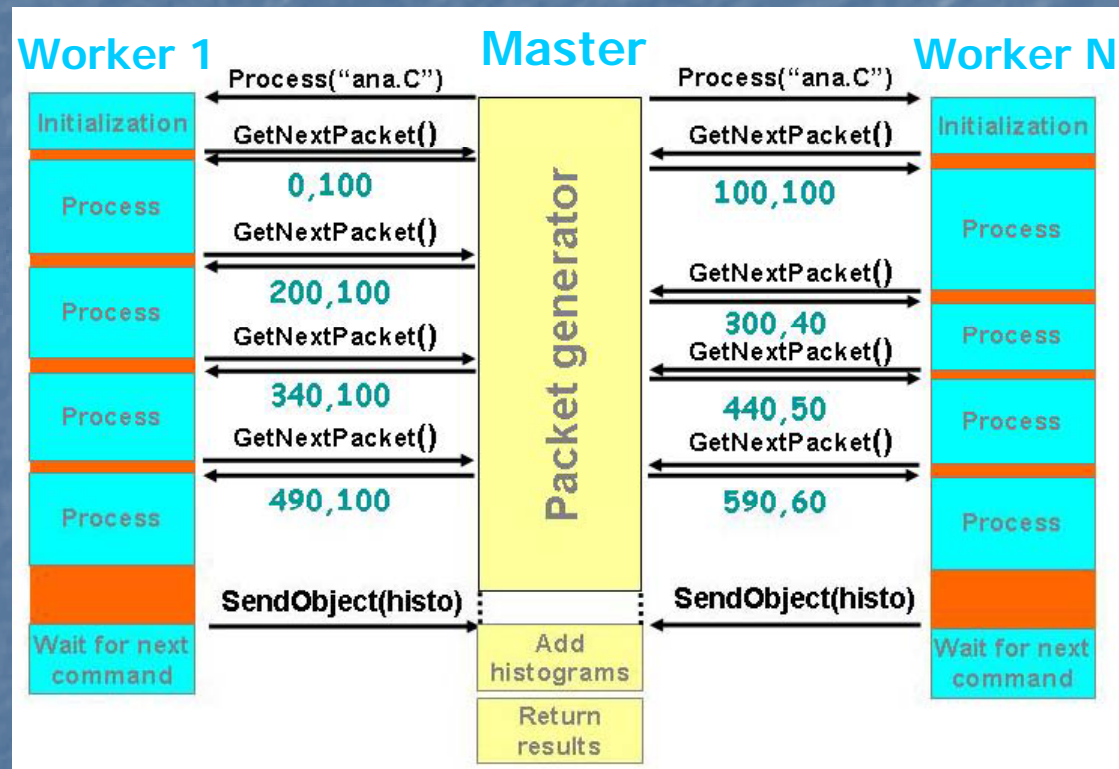 Worker 1
Master
Worker N
Process("ana.C")
Process("ana.C")
Initialization
Initialization
GetNextPacket()
GetNextPacket()
0,100
100,100
Process
Process
GetNextPacket()
200,100
GetNextPacket()
300,40
Process
Process
GetNextPacket()
340,100
GetNextPacket()
440,50
Process
Process
GetNextPacket()
490,100
GetNextPacket()
590,60
Process
Process
Packet generator
SendObject(histo)
SendObject(histo)
Wait for next
command
Add
histograms
Wait for next
command
Return
results